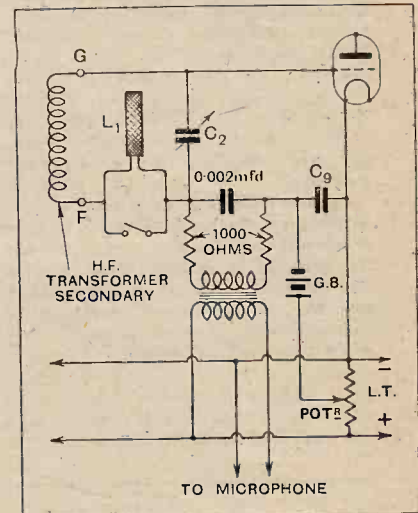 G
L1
C2
0·002mfd
C9
F
1000
OHMS
H.F.
TRANSFORMER
SECONDARY
G.B.
−
L.T.
POTR
+
TO MICROPHONE